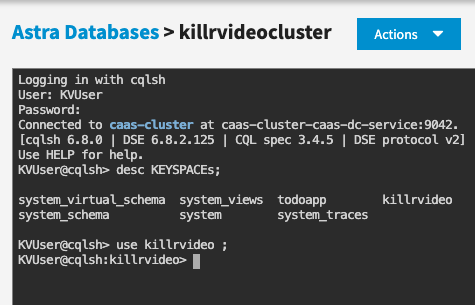 Astra Databases > killrvideocluster
Actions
Logging in with cqlsh
User: KVUser
Password:
Connected to caas-cluster at caas-cluster-caas-dc-service:9042.
[cqlsh 6.8.0 | DSE 6.8.2.125 | CQL spec 3.4.5 | DSE protocol v2]
Use HELP for help.
KVUser@cqlsh> desc KEYSPACEs;
system_virtual_schema  system_views  todoapp      killrvideo
system_schema          system        system_traces
KVUser@cqlsh> use killrvideo ;
KVUser@cqlsh:killrvideo>